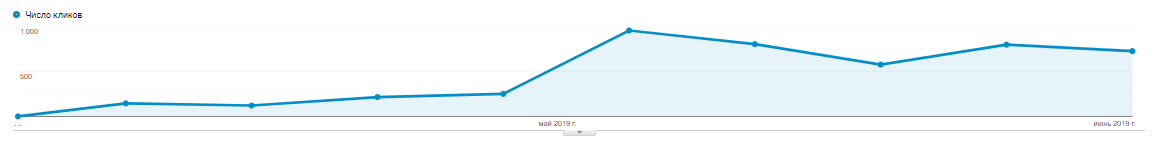 Число кликов
1 000
500
...
май 2019 г.
июнь 2019 г.